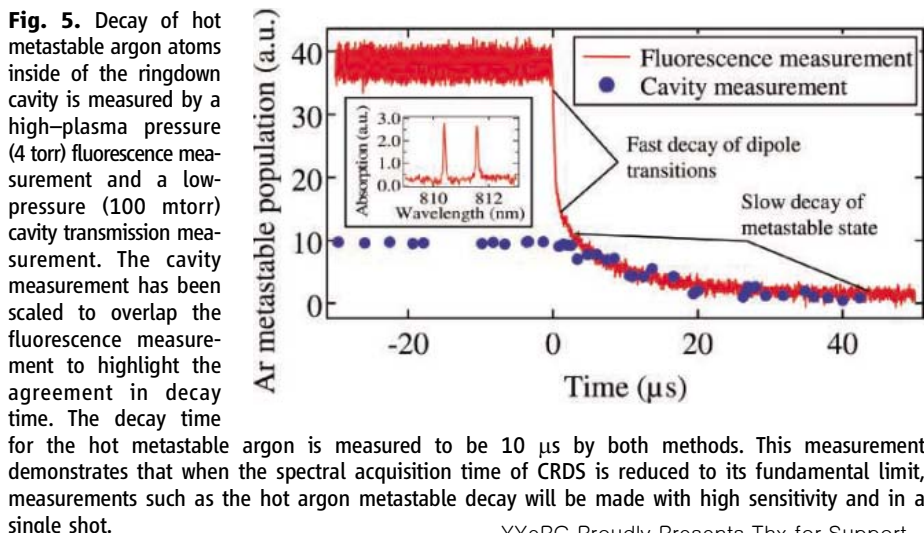 Fig. 5. Decay of hot
metastable argon atoms
inside of the ringdown
cavity is measured by a
high–plasma pressure
(4 torr) fluorescence mea-
surement and a low-
pressure (100 mtorr)
cavity transmission mea-
surement. The cavity
measurement has been
scaled to overlap the
fluorescence measure-
ment to highlight the
agreement in decay
time. The decay time
for the hot metastable argon is measured to be 10 μs by both methods. This measurement
demonstrates that when the spectral acquisition time of CRDS is reduced to its fundamental limit,
measurements such as the hot argon metastable decay will be made with high sensitivity and in a
single shot.
Ar metastable population (a.u.)
40
30
20
10
0
Fluorescence measurement
Cavity measurement
Absorption (a.u.)
3.0
2.0
1.0
0.0
810 812
Wavelength (nm)
Fast decay of dipole
transitions
Slow decay of
metastable state
-20 0 20 40
Time (μs)